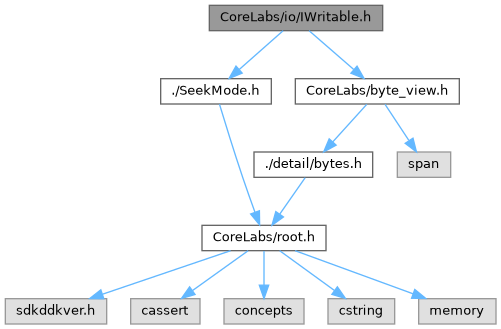 CoreLabs/io/IWritable.h
./SeekMode.h
CoreLabs/byte_view.h
./detail/bytes.h
span
CoreLabs/root.h
sdkddkver.h
cassert
concepts
cstring
memory